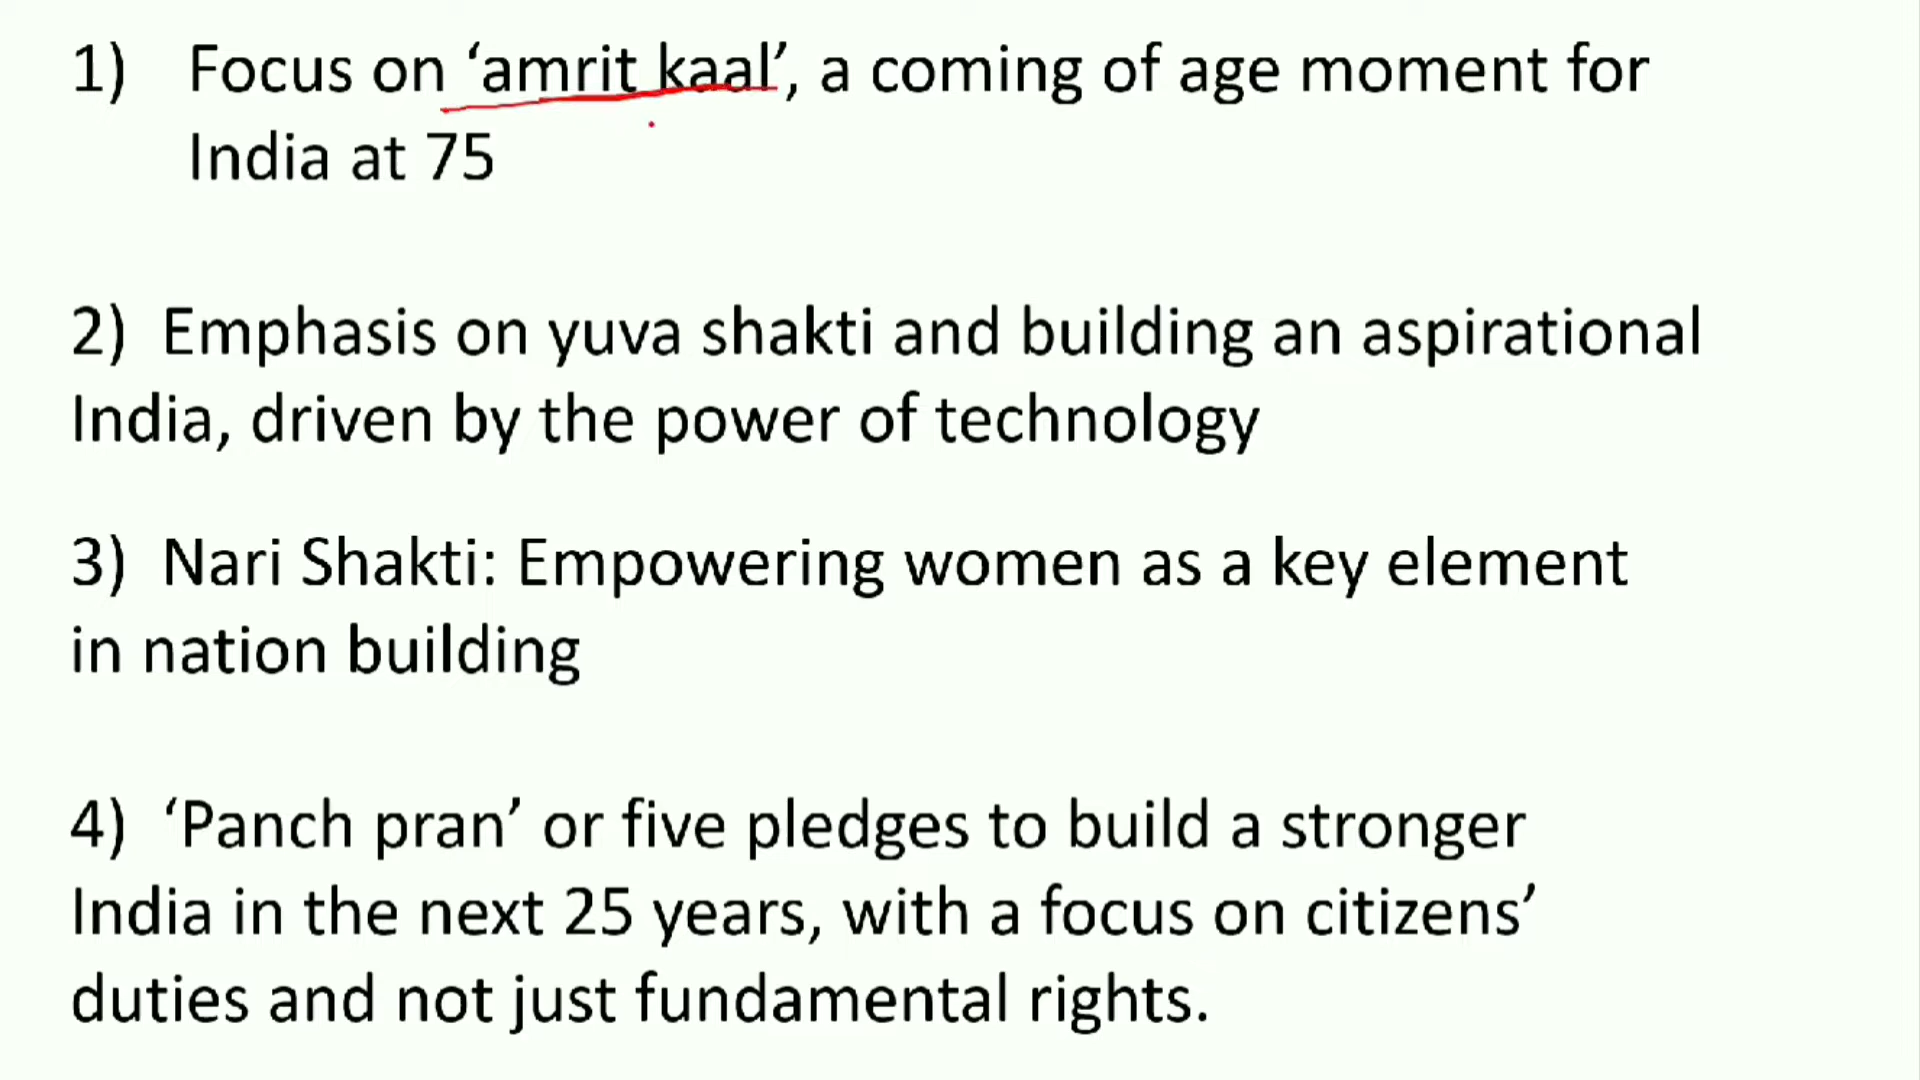 1) Focus on ‘amrit kaal’, a coming of age moment for
India at 75
2) Emphasis on yuva shakti and building an aspirational
India, driven by the power of technology
3) Nari Shakti: Empowering women as a key element
in nation building
4) ‘Panch pran’ or five pledges to build a stronger
India in the next 25 years, with a focus on citizens’
duties and not just fundamental rights.